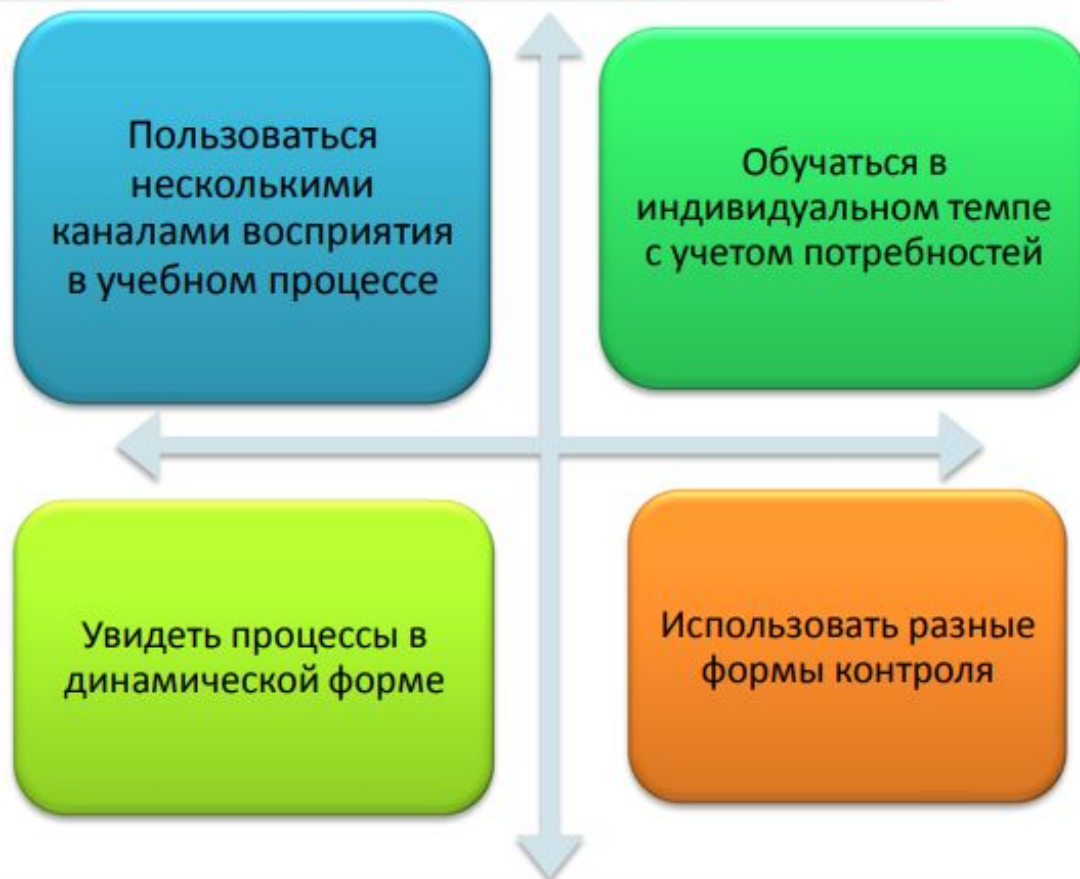 Пользоваться
несколькими
каналами восприятия
в учебном процессе
Обучаться в
индивидуальном темпе
с учетом потребностей
Увидеть процессы в
динамической форме
Использовать разные
формы контроля